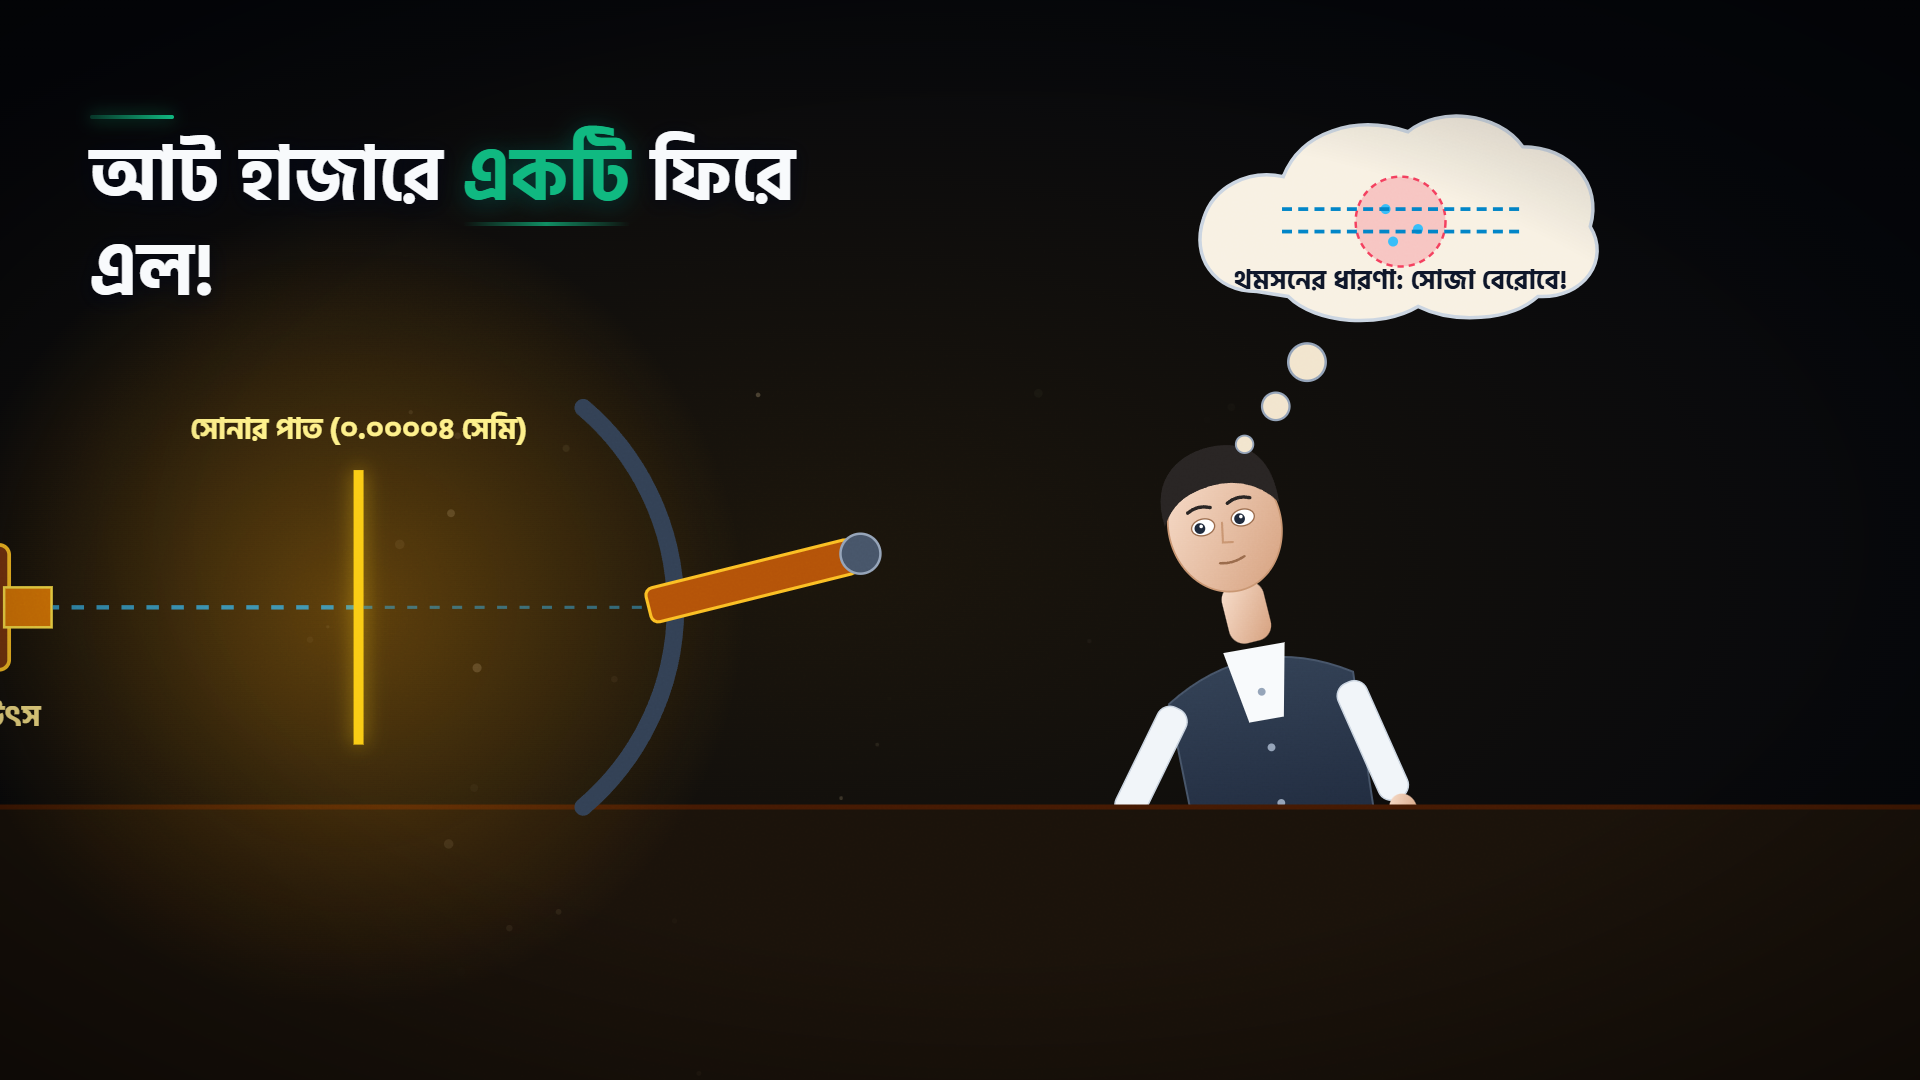 আট হাজারে একটি ফিরে
এল!
থমসনের ধারণা: সোজা বেরোবে!
সোনার পাত (০.০০০০৪ সেমি)